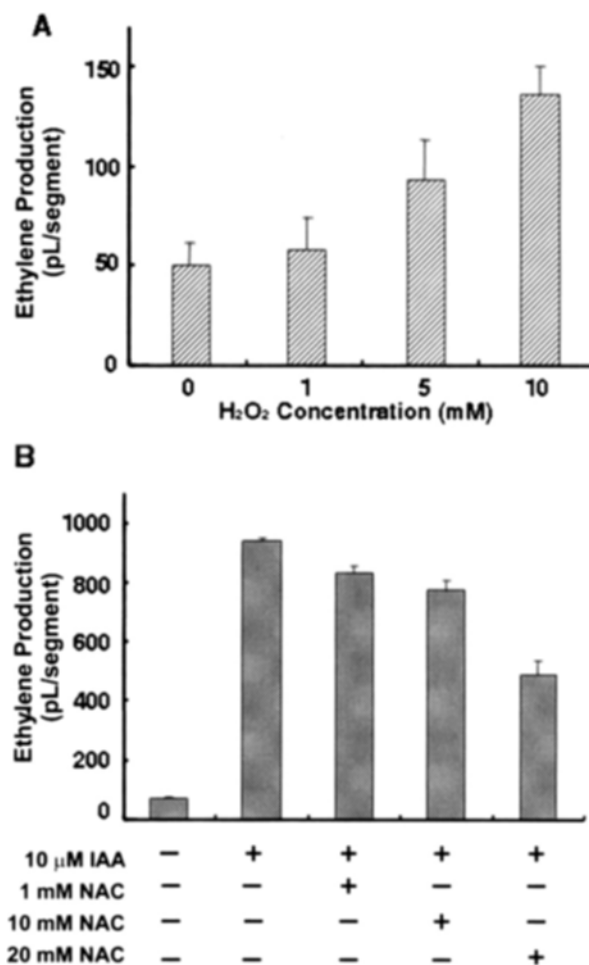 A
Ethylene Production
(pL/segment)
150
100
50
0
0 1 5 10
H₂O₂ Concentration (mM)
B
Ethylene Production
(pL/segment)
1000
800
600
400
200
0
10 µM IAA − + + + +
1 mM NAC − − + − −
10 mM NAC − − − + −
20 mM NAC − − − − +